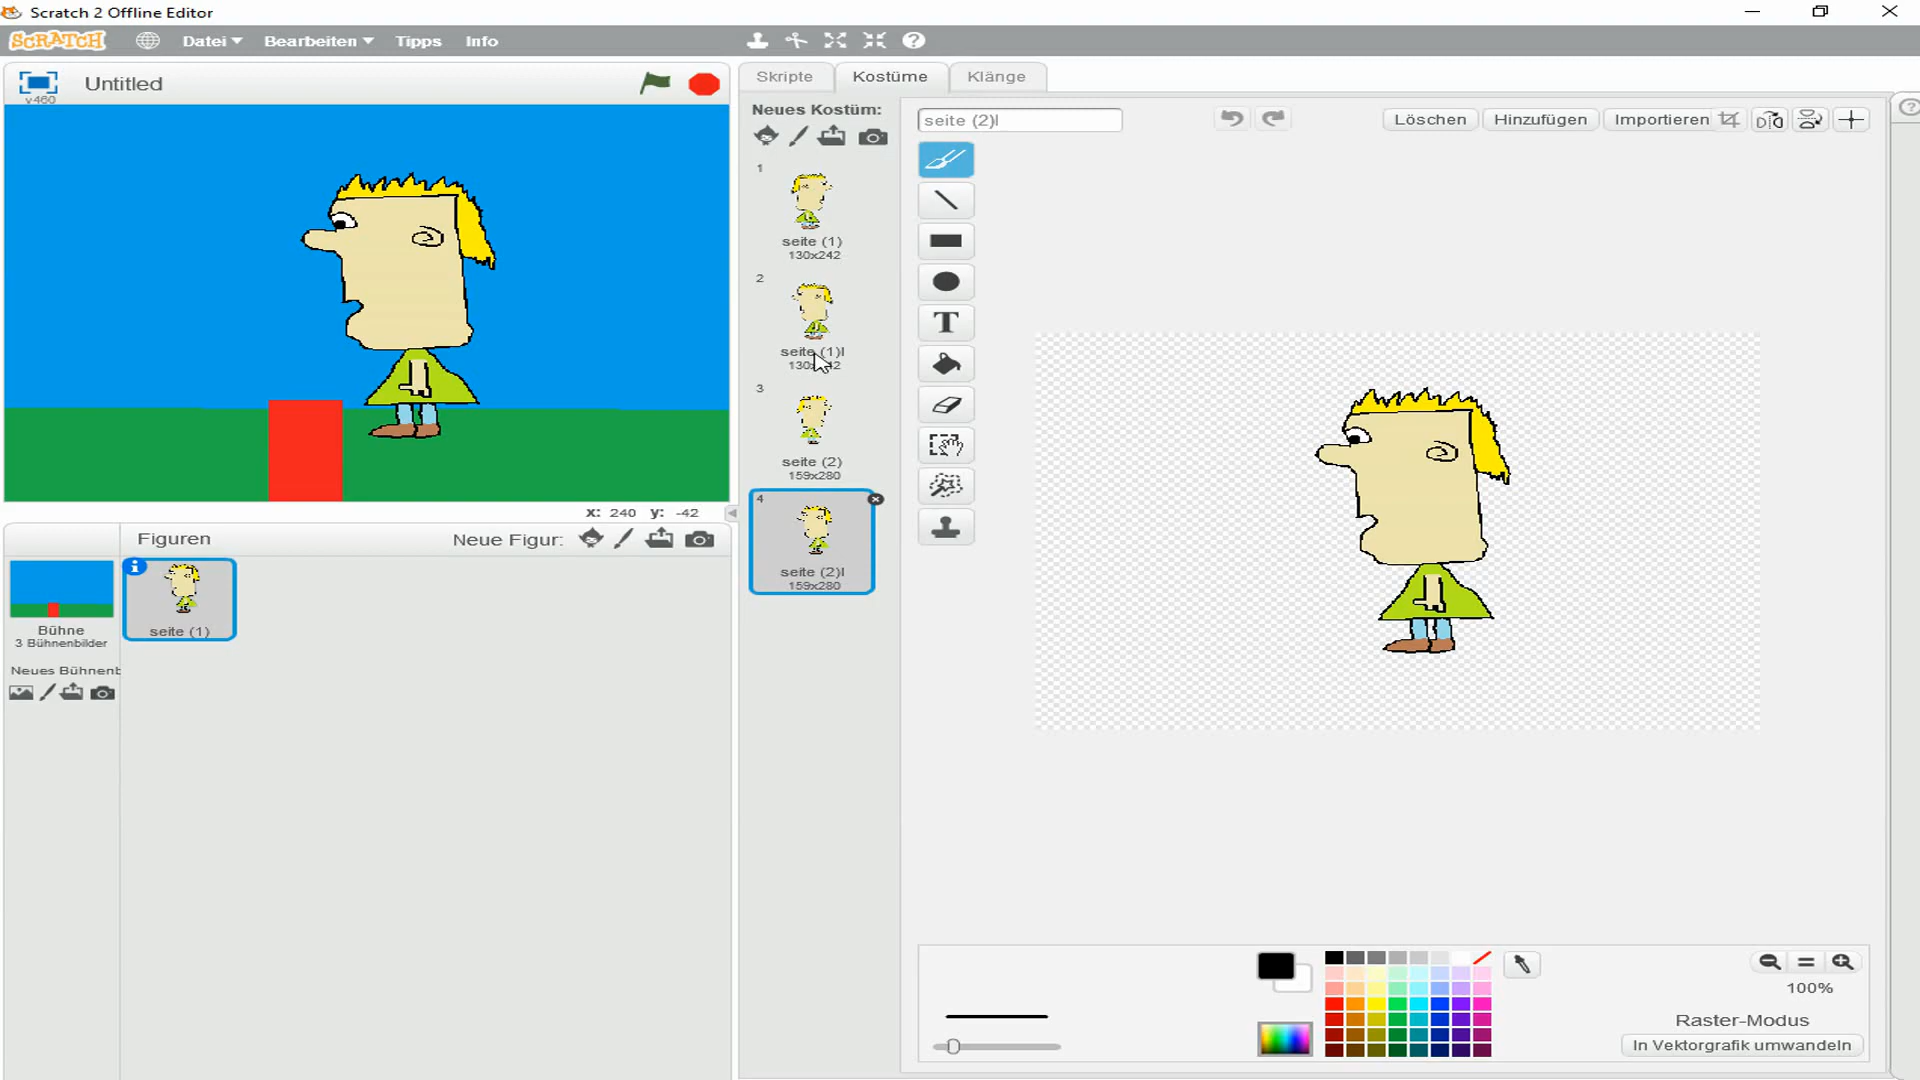 Scratch 2 Offline Editor
SCRATCH Datei Bearbeiten Tipps Info
v460
Untitled
Skripte Kostüme Klänge
Neues Kostüm:
1
seite (1)
130x242
2
seite (1)l
3
seite (2)
159x280
4
seite (2)l
159x280
seite (2)l
Löschen Hinzufügen Importieren
T
x: 240 y: -42
Figuren Neue Figur:
seite (1)
Bühne
3 Bühnenbilder
Neues Bühnenb
100%
Raster-Modus
In Vektorgrafik umwandeln